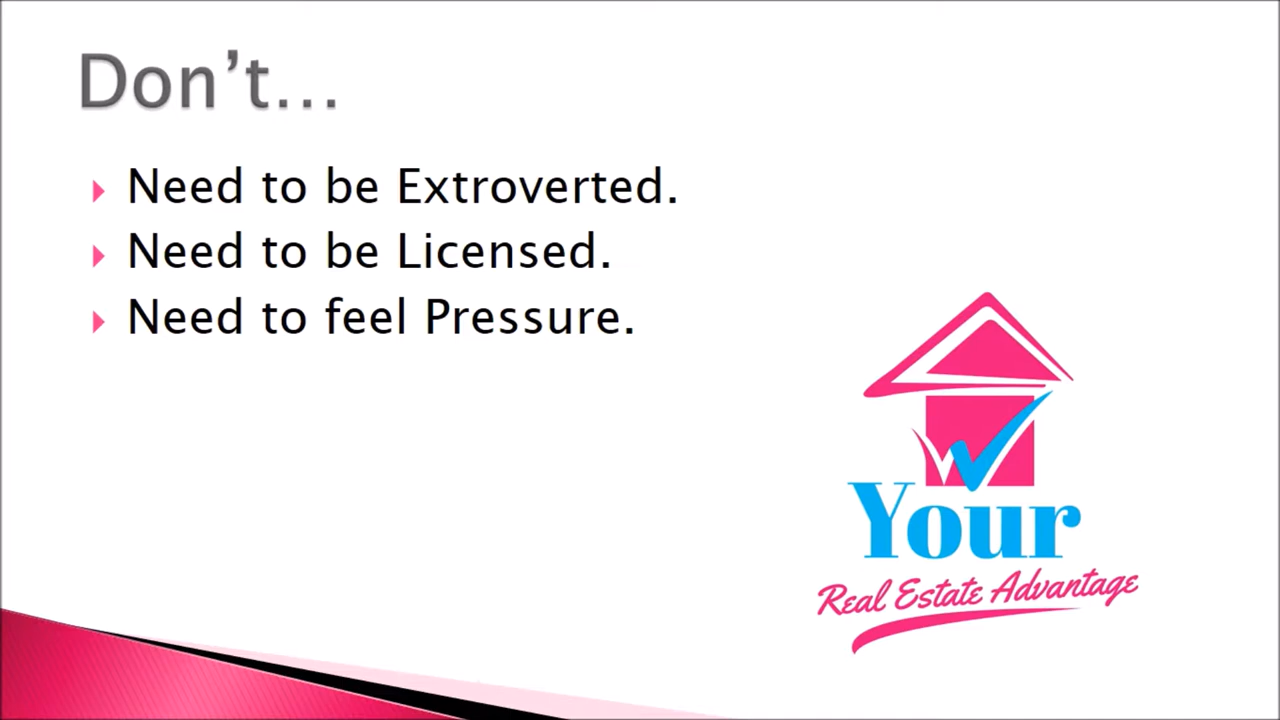 Don't...
Need to be Extroverted.
Need to be Licensed.
Need to feel Pressure.
Your
Real Estate Advantage